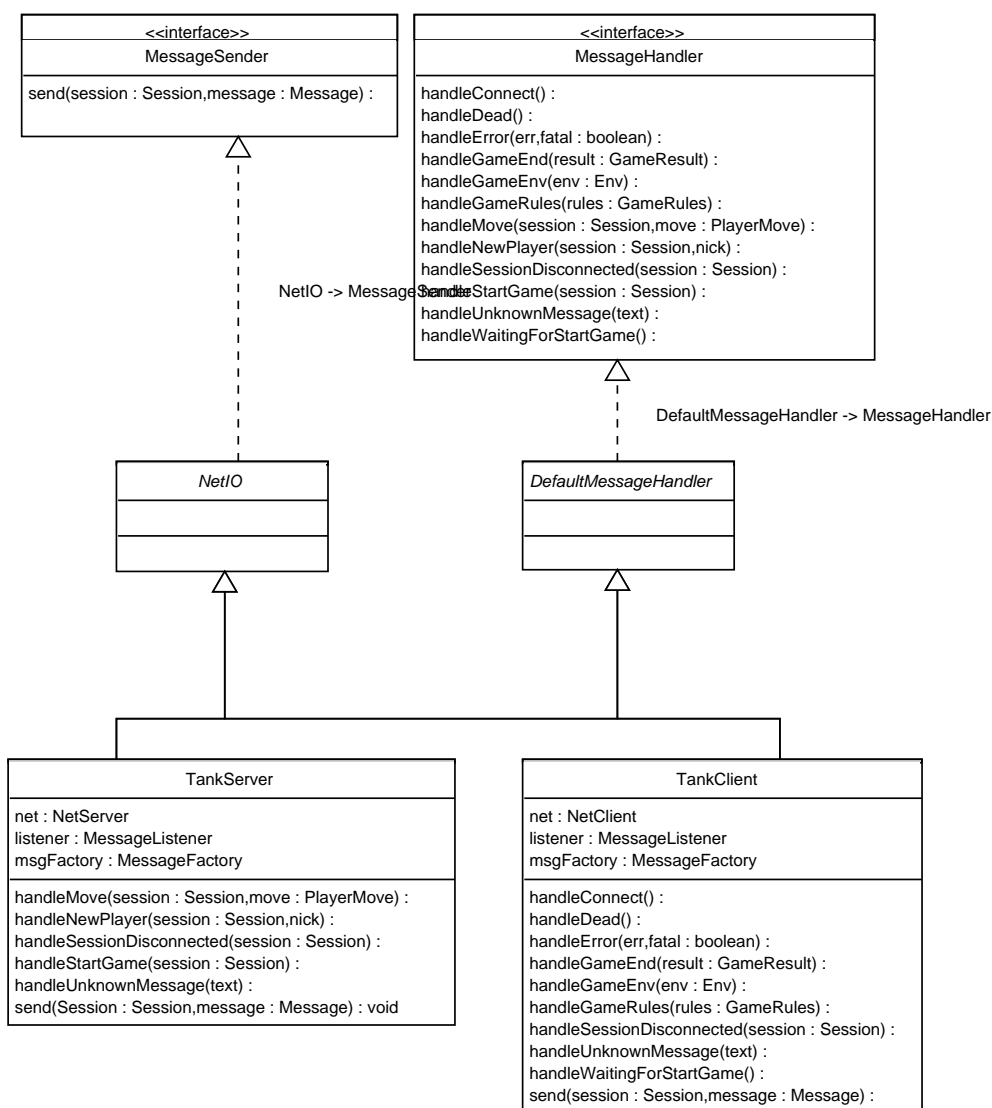 <<interface>>
MessageSender
send(session : Session,message : Message) :
<<interface>>
MessageHandler
handleConnect() :
handleDead() :
handleError(err,fatal : boolean) :
handleGameEnd(result : GameResult) :
handleGameEnv(env : Env) :
handleGameRules(rules : GameRules) :
handleMove(session : Session,move : PlayerMove) :
handleNewPlayer(session : Session,nick) :
handleSessionDisconnected(session : Session) :
handleStartGame(session : Session) :
handleUnknownMessage(text) :
handleWaitingForStartGame() :
NetIO -> MessageSender
DefaultMessageHandler -> MessageHandler
NetIO
DefaultMessageHandler
TankServer
net : NetServer
listener : MessageListener
msgFactory : MessageFactory
handleMove(session : Session,move : PlayerMove) :
handleNewPlayer(session : Session,nick) :
handleSessionDisconnected(session : Session) :
handleStartGame(session : Session) :
handleUnknownMessage(text) :
send(Session : Session,message : Message) : void
TankClient
net : NetClient
listener : MessageListener
msgFactory : MessageFactory
handleConnect() :
handleDead() :
handleError(err,fatal : boolean) :
handleGameEnd(result : GameResult) :
handleGameEnv(env : Env) :
handleGameRules(rules : GameRules) :
handleSessionDisconnected(session : Session) :
handleUnknownMessage(text) :
handleWaitingForStartGame() :
send(session : Session,message : Message) :